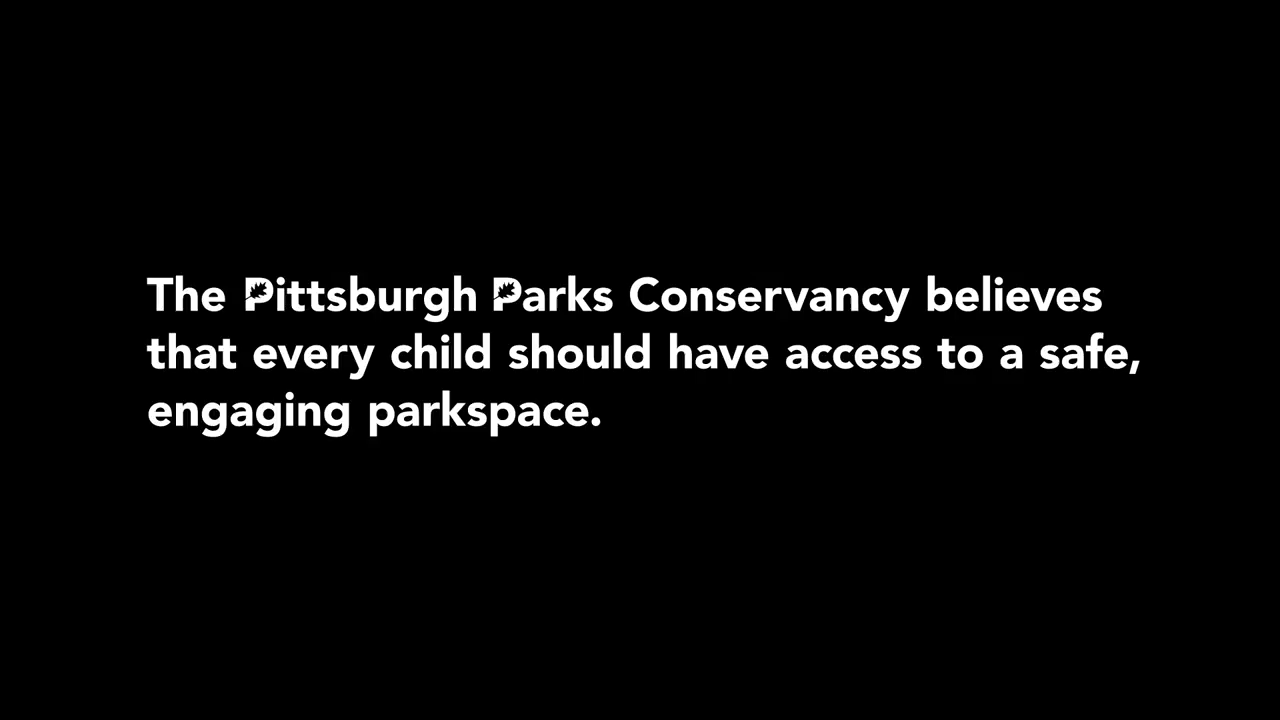 The Pittsburgh Parks Conservancy believes
that every child should have access to a safe,
engaging parkspace.